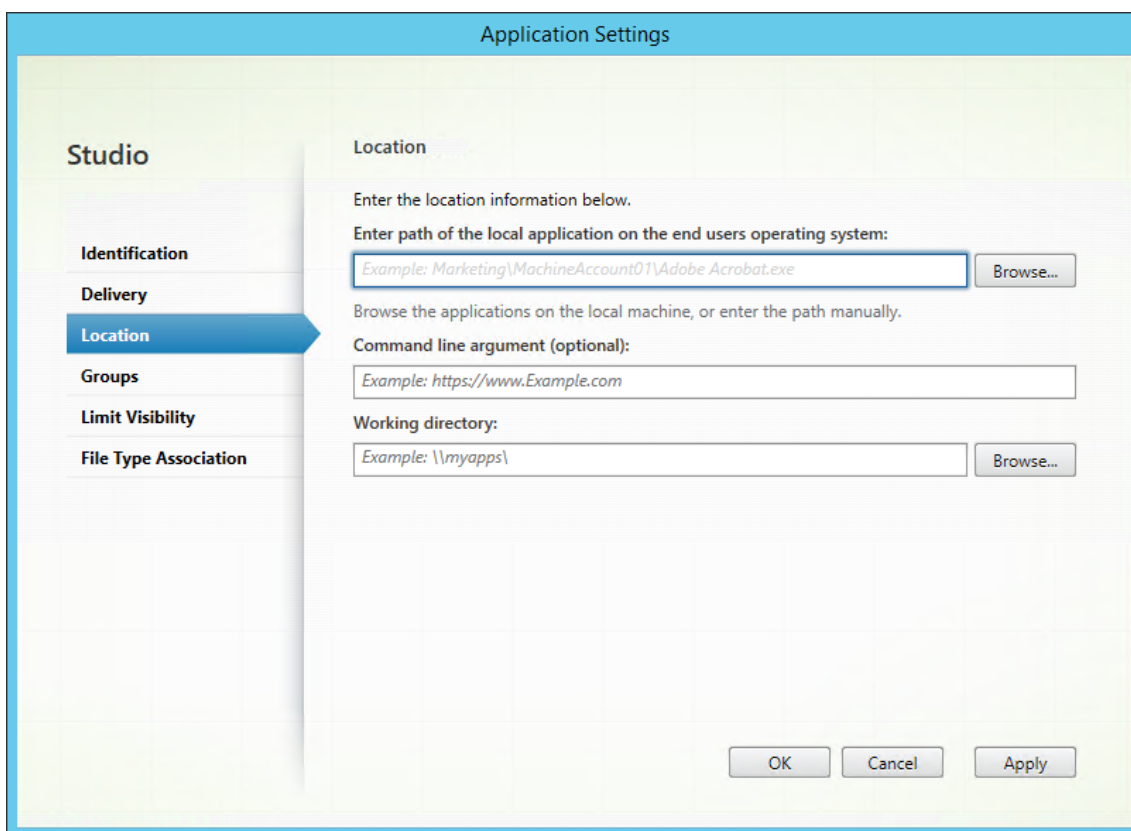 Application Settings
Studio
Identification
Delivery
Location
Groups
Limit Visibility
File Type Association
Location
Enter the location information below.
Enter path of the local application on the end users operating system:
Example: Marketing\MachineAccount01\Adobe Acrobat.exe
Browse...
Browse the applications on the local machine, or enter the path manually.
Command line argument (optional):
Example: https://www.Example.com
Working directory:
Example: \\myapps\
Browse...
OK
Cancel
Apply